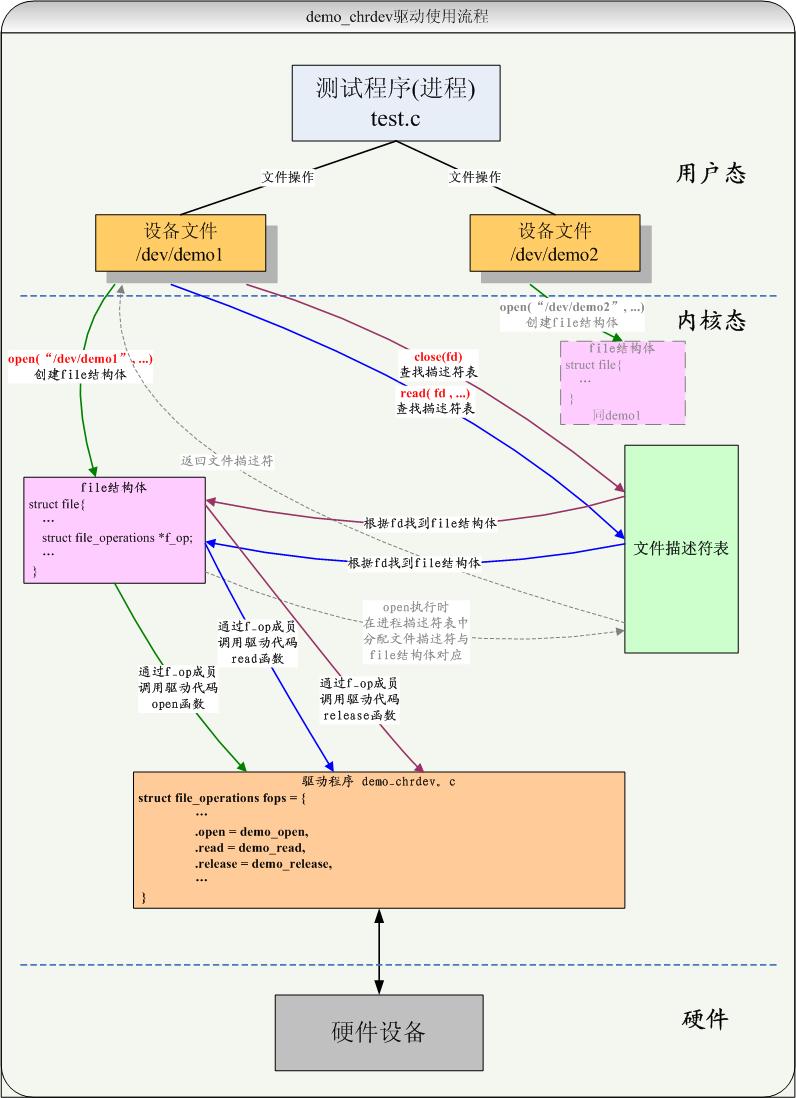 demo_chrdev驱动使用流程
测试程序(进程)
test.c
文件操作
文件操作
用户态
设备文件
/dev/demo1
设备文件
/dev/demo2
open(“/dev/demo2”, ...)
创建file结构体
内核态
file结构体
struct file{
...
}
同demo1
open(“/dev/demo1”, ...)
创建file结构体
close(fd)
查找描述符表
read( fd , ...)
查找描述符表
返回文件描述符
file结构体
struct file{
...
struct file_operations *f_op;
...
}
根据fd找到file结构体
根据fd找到file结构体
文件描述符表
open执行时
在进程描述符表中
分配文件描述符与
file结构体对应
通过f_op成员
调用驱动代码
read函数
通过f_op成员
调用驱动代码
open函数
通过f_op成员
调用驱动代码
release函数
驱动程序 demo_chrdev。c
struct file_operations fops = {
...
.open = demo_open,
.read = demo_read,
.release = demo_release,
...
}
硬件设备
硬件